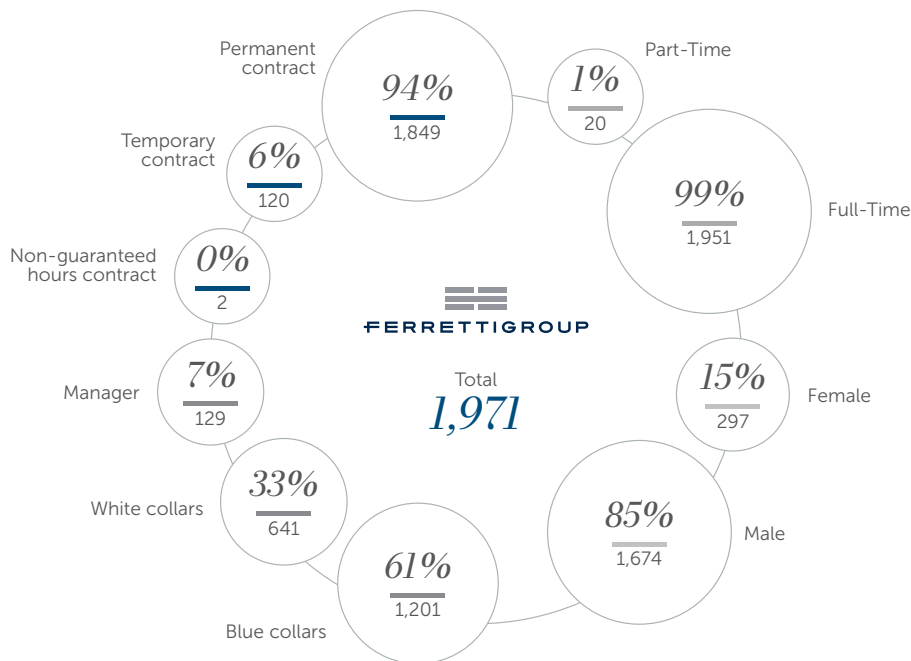 Permanent
contract
94%
1,849
Part-Time
1%
20
Temporary
contract
6%
120
99%
1,951
Full-Time
Non-guaranteed
hours contract
0%
2
FERRETTIGROUP
Total
1,971
Manager
7%
129
15%
297
Female
White collars
33%
641
85%
1,674
Male
61%
1,201
Blue collars